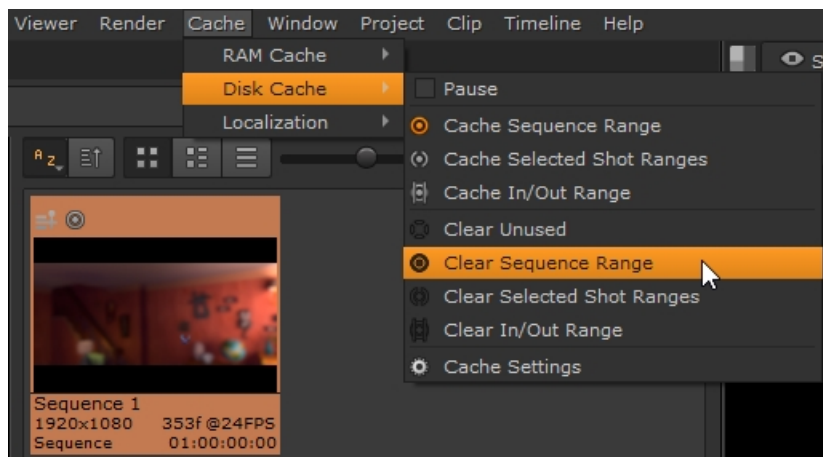 Viewer Render Cache Window Project Clip Timeline Help
RAM Cache
Disk Cache
Localization
S
Pause
Cache Sequence Range
Cache Selected Shot Ranges
Cache In/Out Range
Clear Unused
Clear Sequence Range
Clear Selected Shot Ranges
Clear In/Out Range
Cache Settings
A Z
Sequence 1
1920x1080 353f@24FPS
Sequence 01:00:00:00